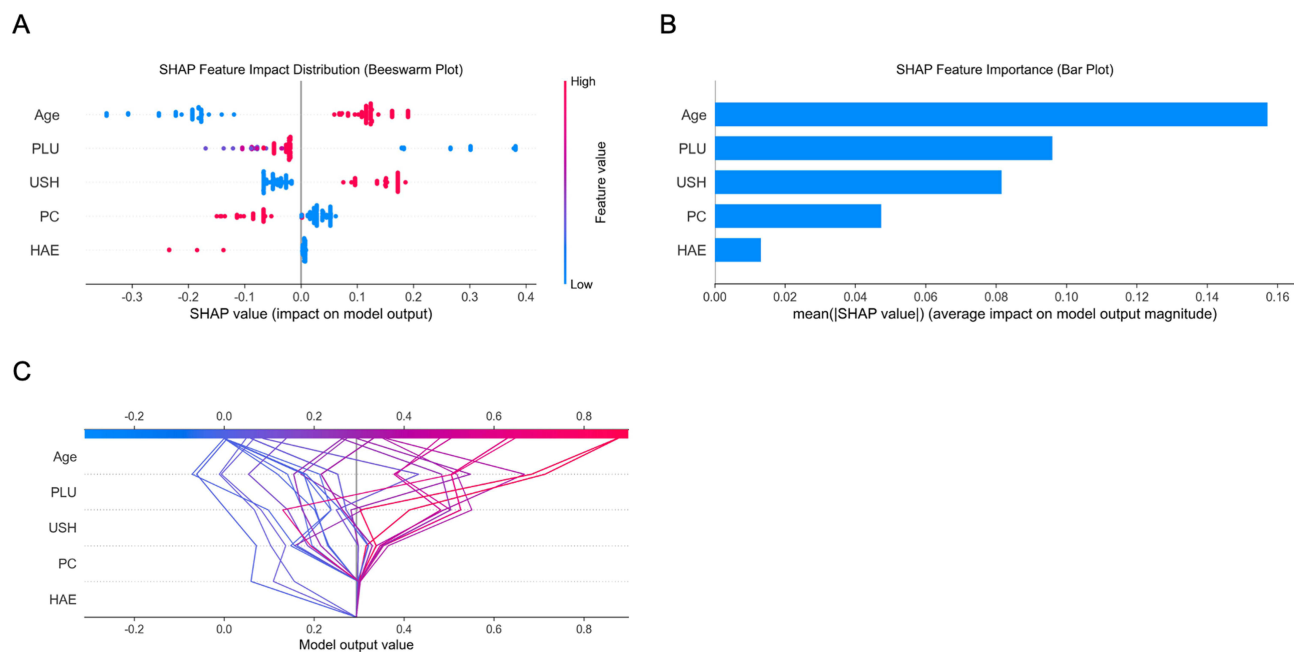 A
SHAP Feature Impact Distribution (Beeswarm Plot)
High
Age
PLU
USH
PC
HAE
Feature value
Low
-0.3 -0.2 -0.1 0.0 0.1 0.2 0.3 0.4
SHAP value (impact on model output)
B
SHAP Feature Importance (Bar Plot)
Age
PLU
USH
PC
HAE
0.00 0.02 0.04 0.06 0.08 0.10 0.12 0.14 0.16
mean(|SHAP value|) (average impact on model output magnitude)
C
-0.2 0.0 0.2 0.4 0.6 0.8
Age
PLU
USH
PC
HAE
-0.2 0.0 0.2 0.4 0.6 0.8
Model output value